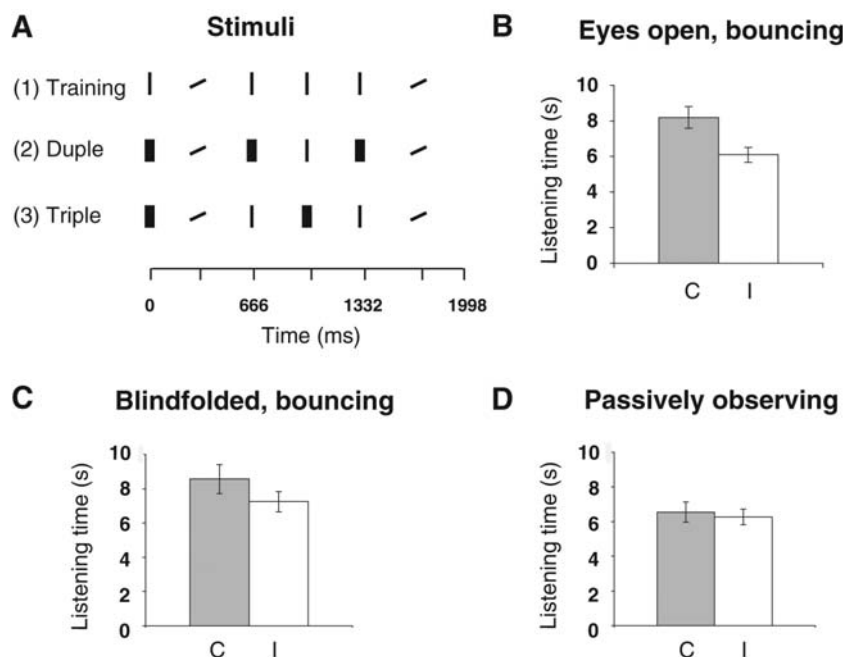 A Stimuli
(1) Training
(2) Duple
(3) Triple
0 666 1332 1998
Time (ms)
B Eyes open, bouncing
Listening time (s)
10
8
6
4
2
0
C I
C Blindfolded, bouncing
Listening time (s)
10
8
6
4
2
0
C I
D Passively observing
Listening time (s)
10
8
6
4
2
0
C I